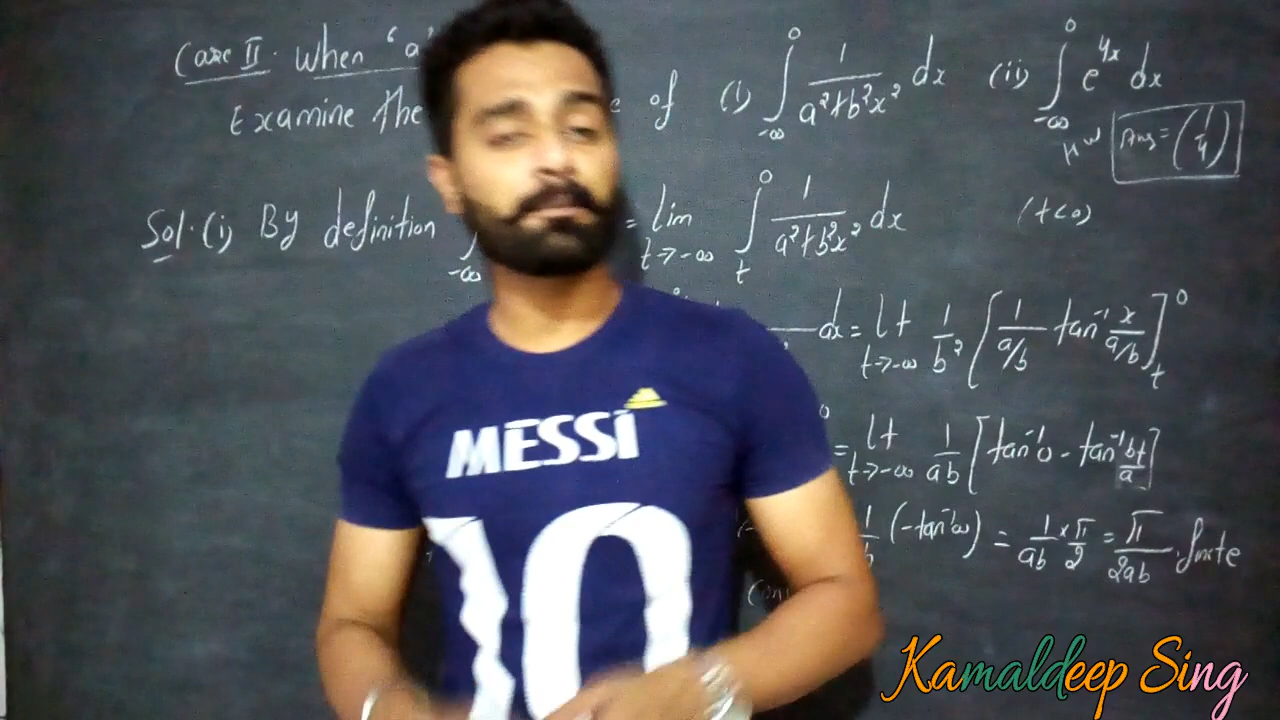 Case II. When 'a'
Examine the of (i) ∫_{-∞}^{0} 1/(a²+b²x²) dx (ii) ∫_{-∞}^{0} e^{4x} dx
HW Ans = (1/4)
Sol. (i) By definition -∞ = lim_{t→-∞} ∫_{t}^{0} 1/(a²+b²x²) dx (t<0)
dx = lt_{t→-∞} 1/b² [1/(a/b) tan⁻¹ x/(a/b)]_{t}^{0}
= lt_{t→-∞} 1/ab [tan⁻¹0 - tan⁻¹ bt/a]
(-tan⁻¹∞) = 1/ab × π/2 = π/2ab . finite
MESSI
10
Kamaldeep Sing